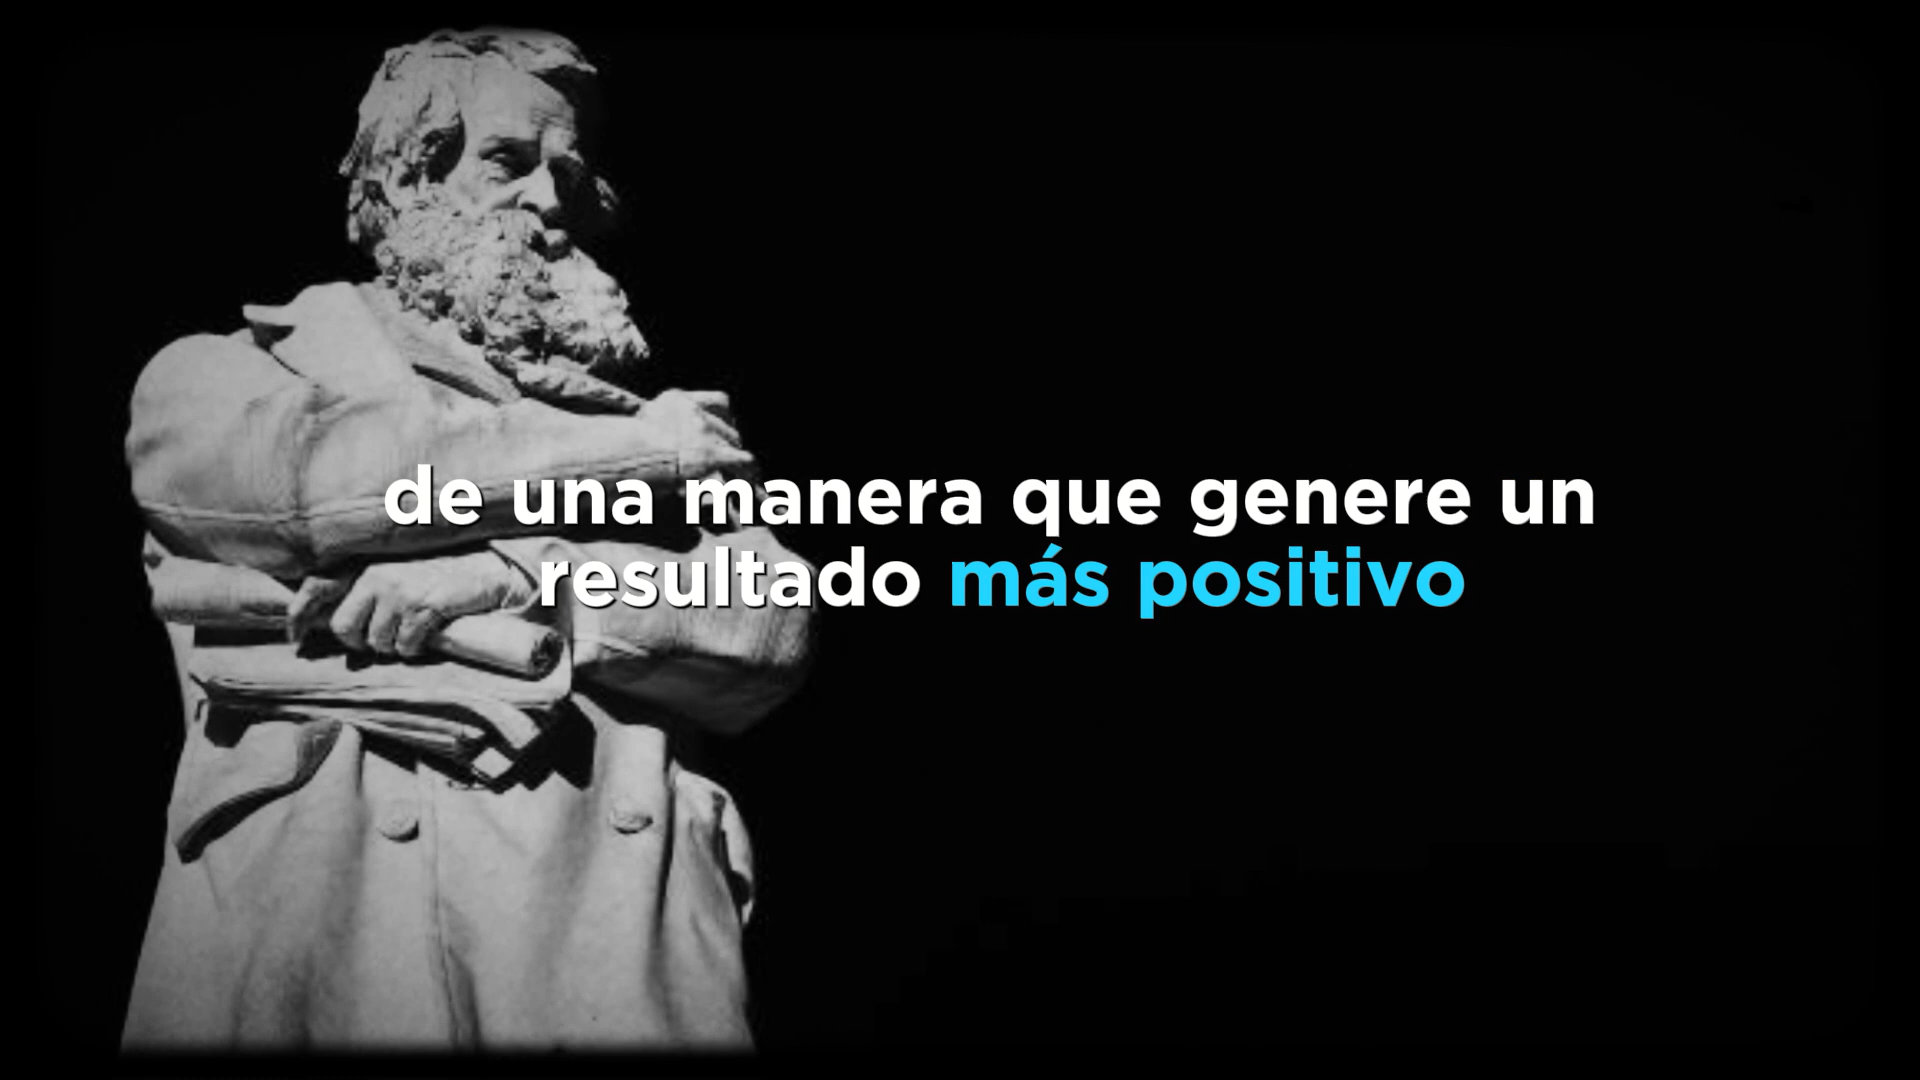 de una manera que genere un
resultado más positivo